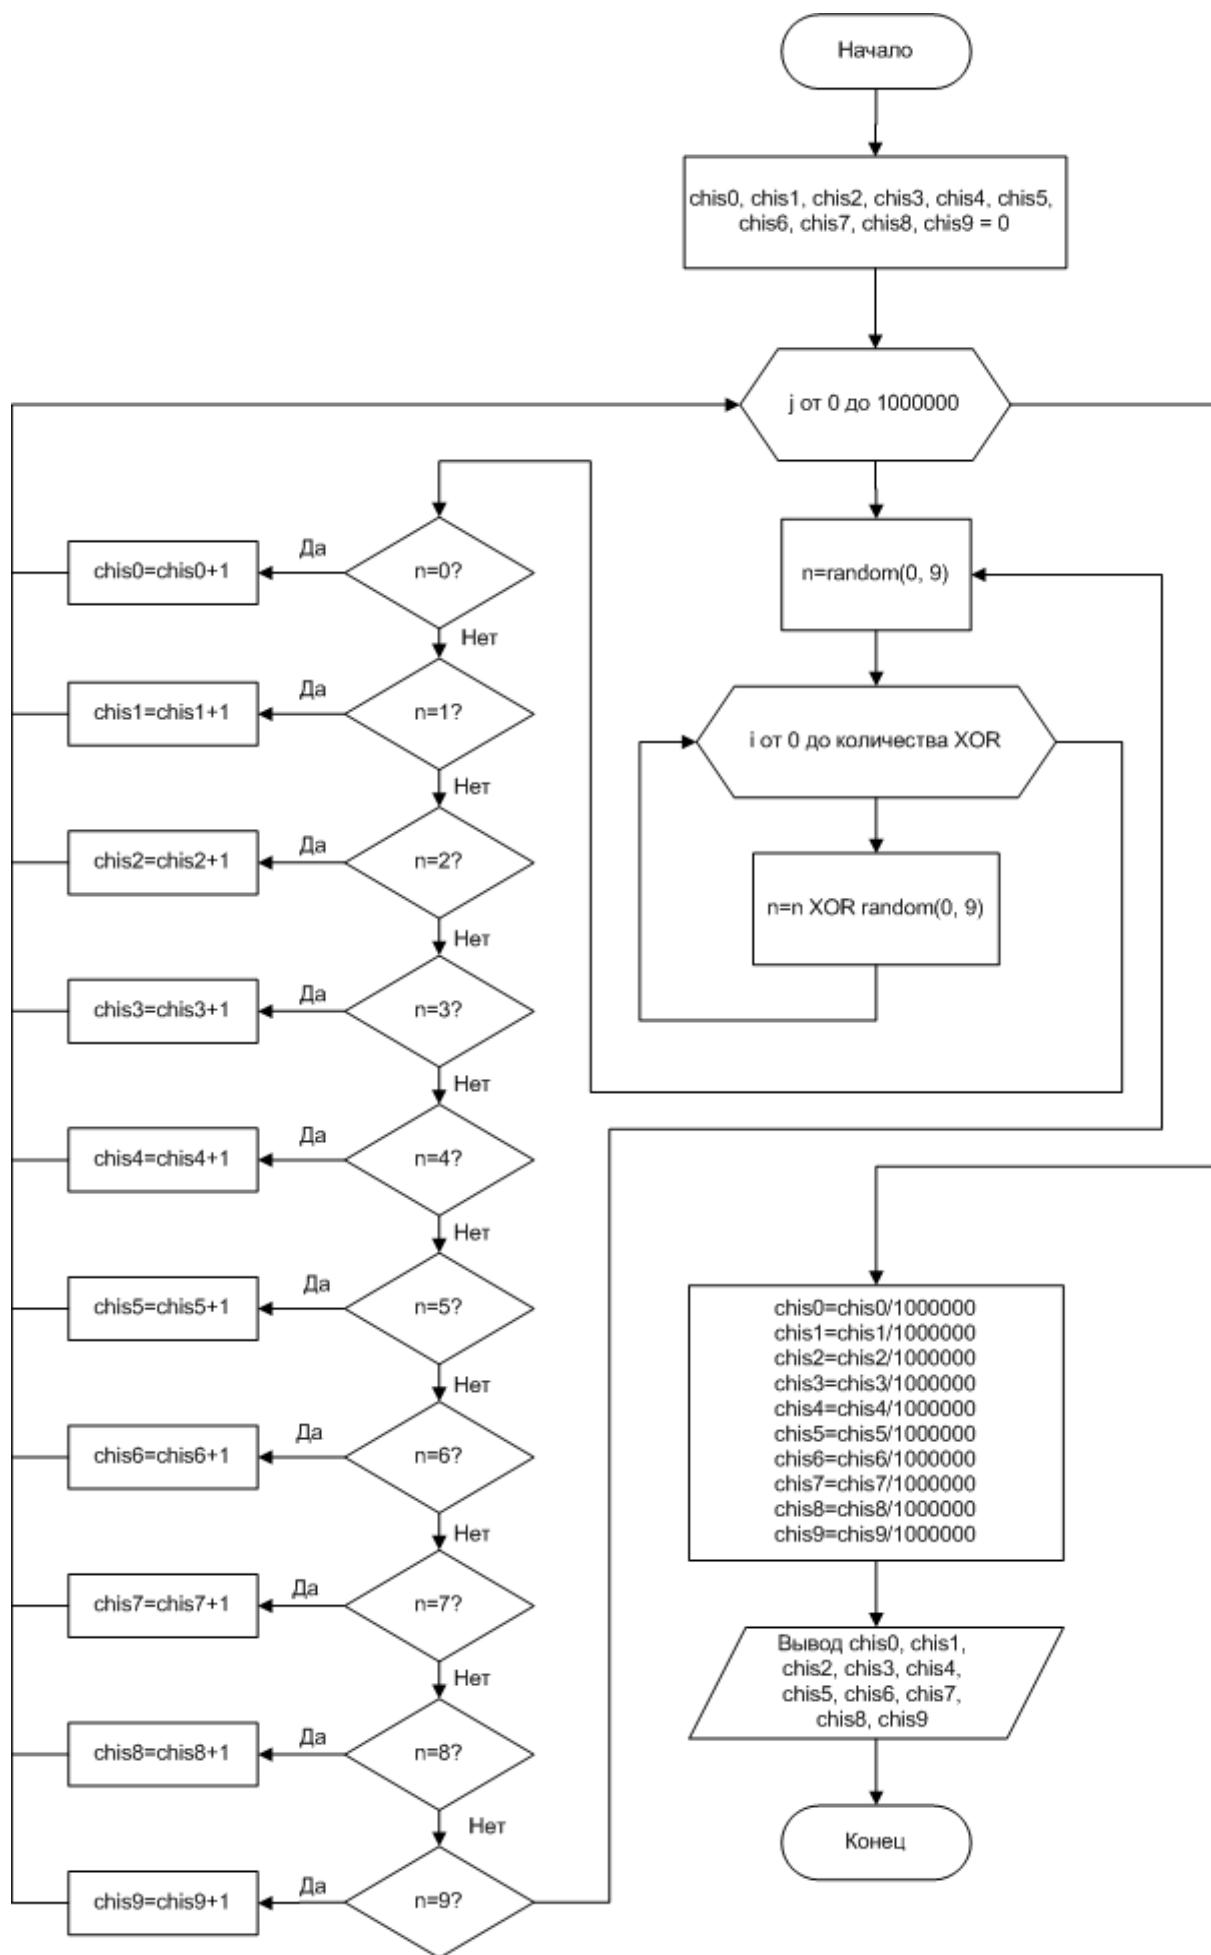 Начало
chis0, chis1, chis2, chis3, chis4, chis5,
chis6, chis7, chis8, chis9 = 0
j от 0 до 1000000
n=random(0, 9)
i от 0 до количества XOR
n=n XOR random(0, 9)
n=0?
Да
chis0=chis0+1
Нет
n=1?
Да
chis1=chis1+1
Нет
n=2?
Да
chis2=chis2+1
Нет
n=3?
Да
chis3=chis3+1
Нет
n=4?
Да
chis4=chis4+1
Нет
n=5?
Да
chis5=chis5+1
Нет
n=6?
Да
chis6=chis6+1
Нет
n=7?
Да
chis7=chis7+1
Нет
n=8?
Да
chis8=chis8+1
Нет
n=9?
Да
chis9=chis9+1
chis0=chis0/1000000
chis1=chis1/1000000
chis2=chis2/1000000
chis3=chis3/1000000
chis4=chis4/1000000
chis5=chis5/1000000
chis6=chis6/1000000
chis7=chis7/1000000
chis8=chis8/1000000
chis9=chis9/1000000
Вывод chis0, chis1,
chis2, chis3, chis4,
chis5, chis6, chis7,
chis8, chis9
Конец